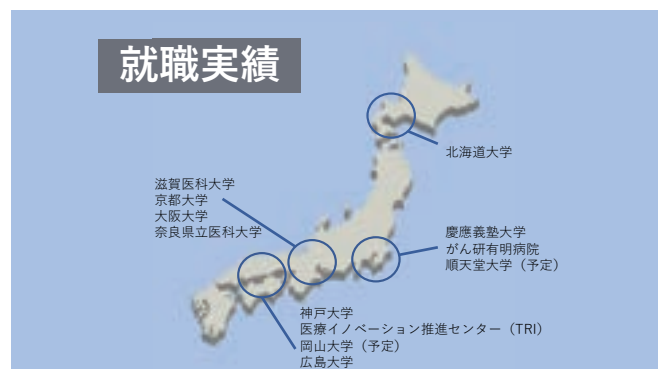 就職実績
北海道大学
滋賀医科大学
京都大学
大阪大学
奈良県立医科大学
慶應義塾大学
がん研有明病院
順天堂大学（予定）
神戸大学
医療イノベーション推進センター（TRI）
岡山大学（予定）
広島大学